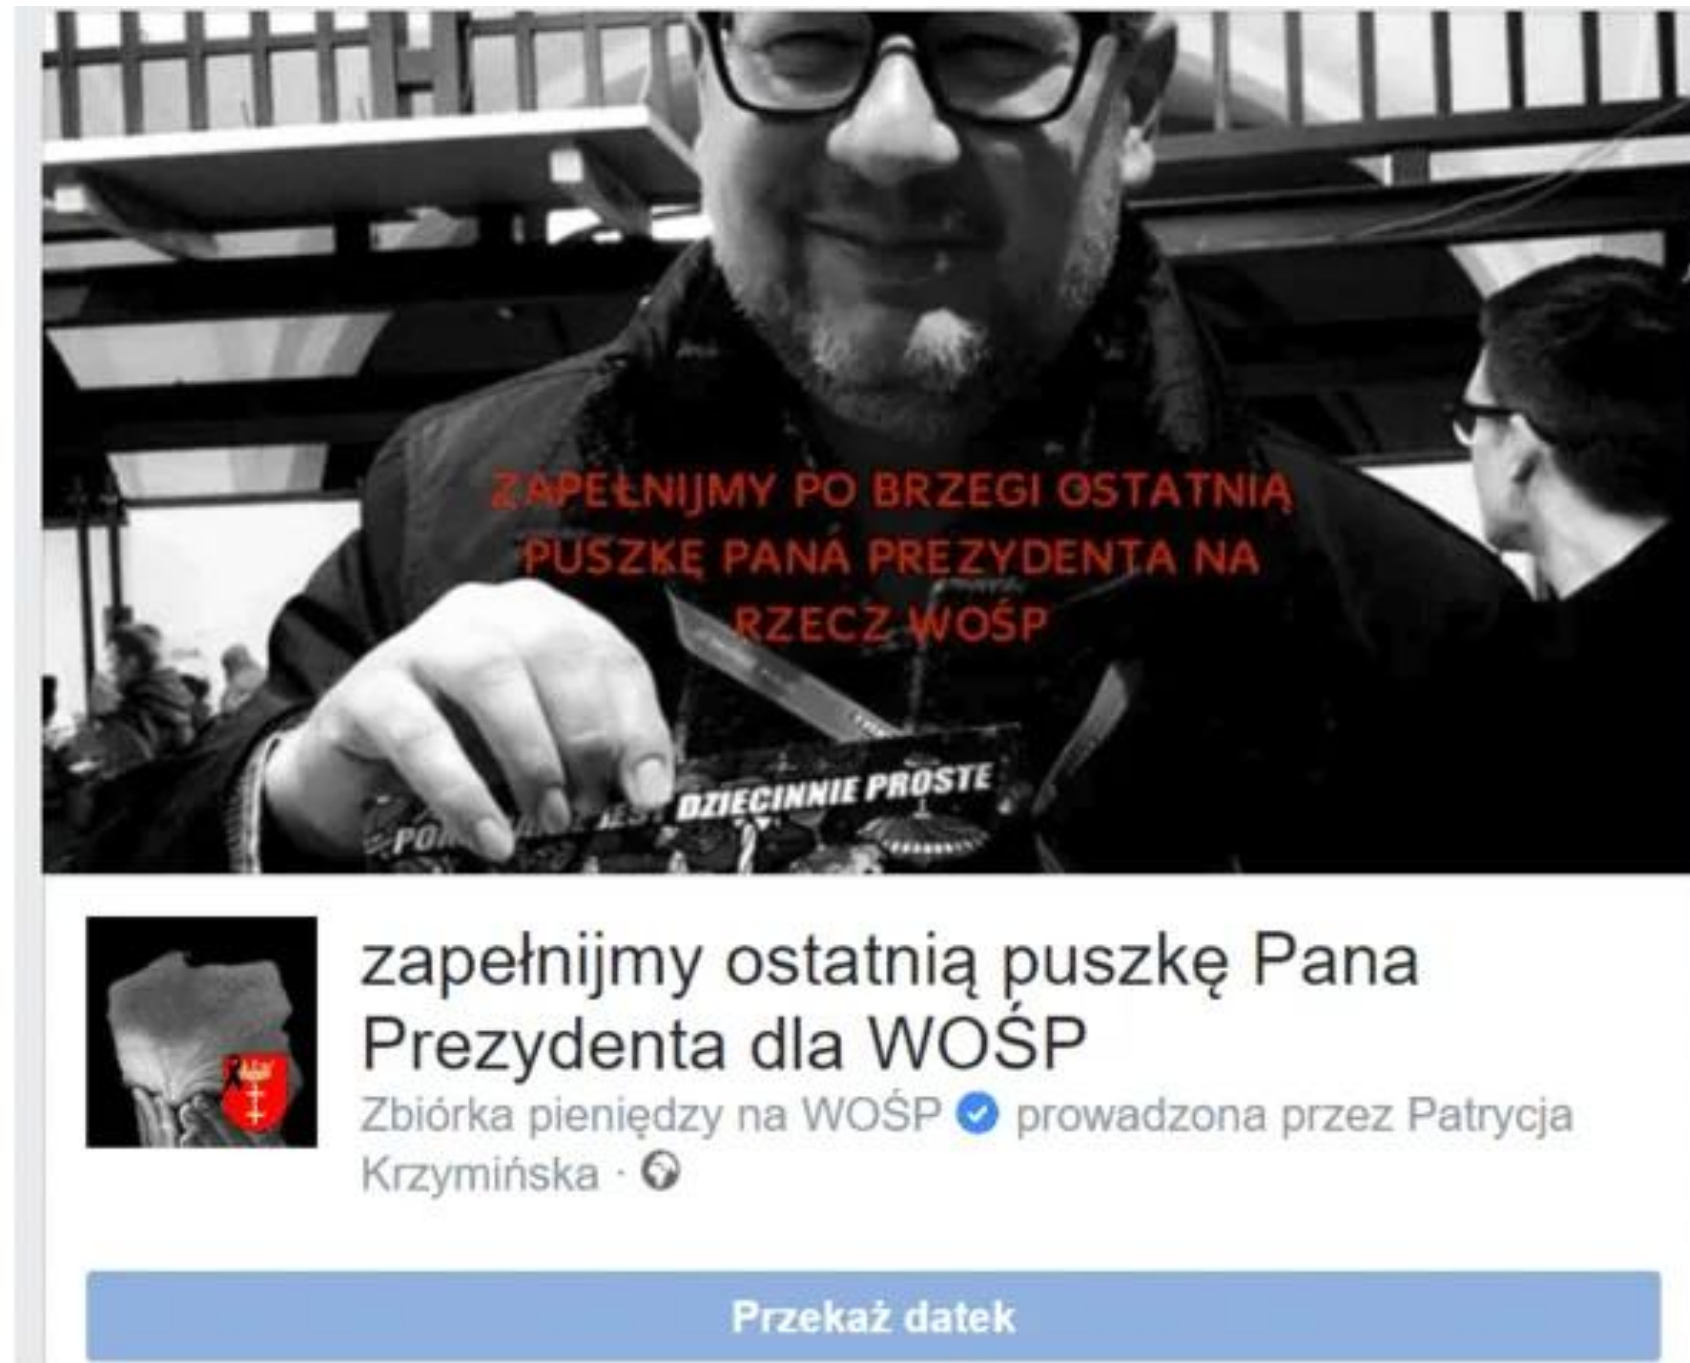 ZAPEŁNIJMY PO BRZEGI OSTATNIĄ
PUSZKĘ PANA PREZYDENTA NA
RZECZ WOŚP
JEST DZIECINNIE PROSTE
zapełnijmy ostatnią puszkę Pana
Prezydenta dla WOŚP
Zbiórka pieniędzy na WOŚP prowadzona przez Patrycja
Krzymińska ·
Przekaż datek